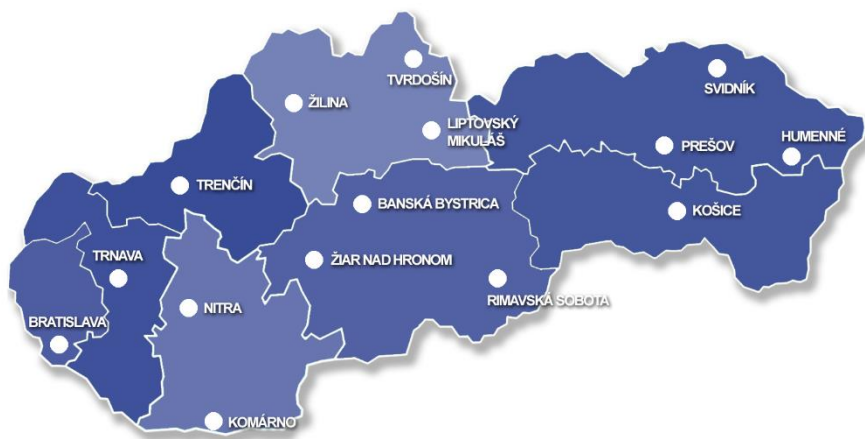 TVRDOŠÍN
SVIDNÍK
ŽILINA
LIPTOVSKÝ
MIKULÁŠ
PREŠOV
HUMENNÉ
TRENČÍN
BANSKÁ BYSTRICA
KOŠICE
TRNAVA
ŽIAR NAD HRONOM
RIMAVSKÁ SOBOTA
NITRA
BRATISLAVA
KOMÁRNO